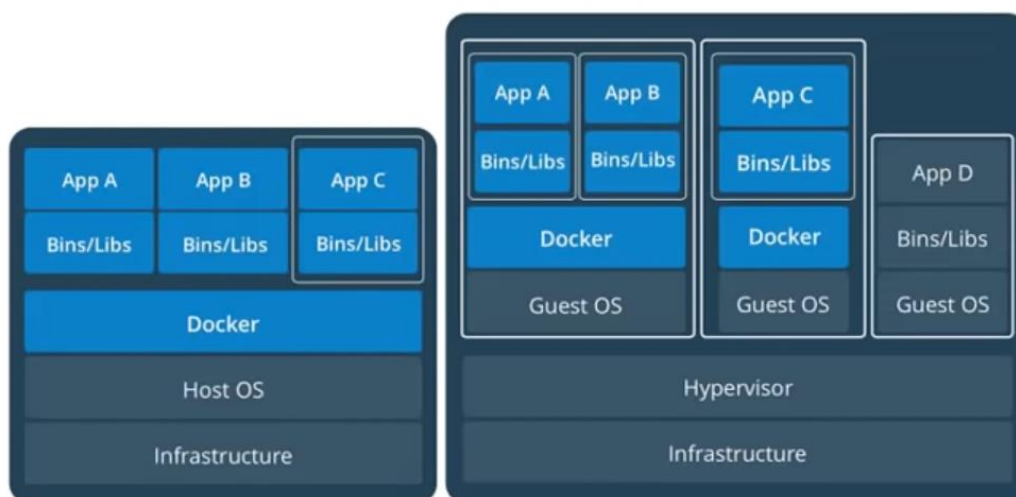 App A
App B
App C
Bins/Libs
Bins/Libs
Bins/Libs
Docker
Host OS
Infrastructure
App A
App B
Bins/Libs
Bins/Libs
Docker
Guest OS
App C
Bins/Libs
Docker
Guest OS
App D
Bins/Libs
Guest OS
Hypervisor
Infrastructure